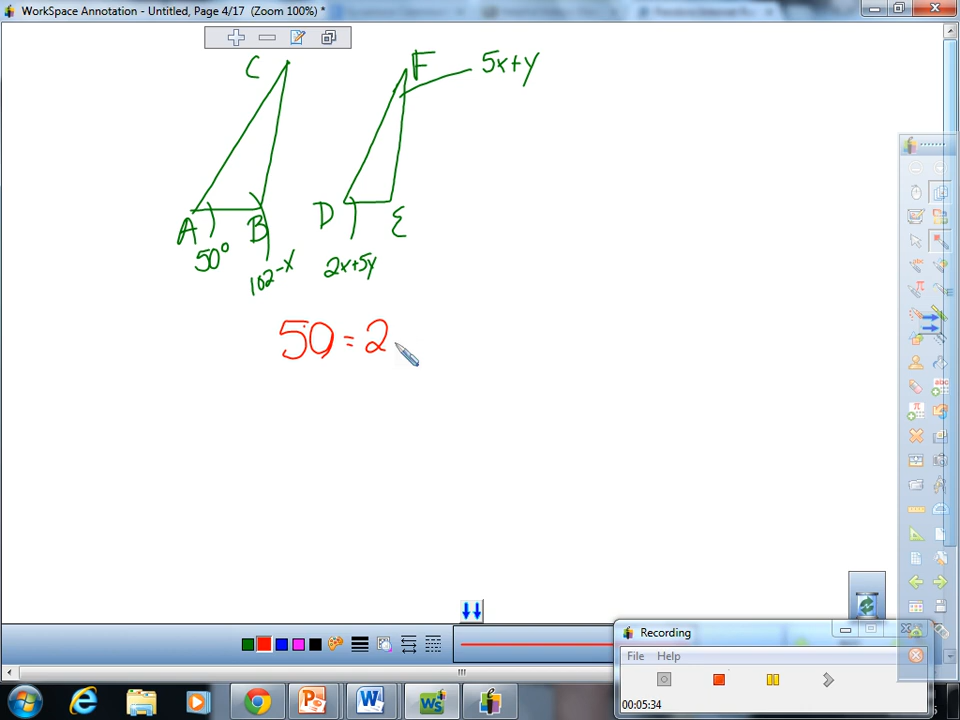 WorkSpace Annotation - Untitled, Page 4/17 (Zoom 100%) *
C
F
5x+y
A
B
D
E
50°
102-x
2x+5y
50=2
Recording
File Help
00:05:34